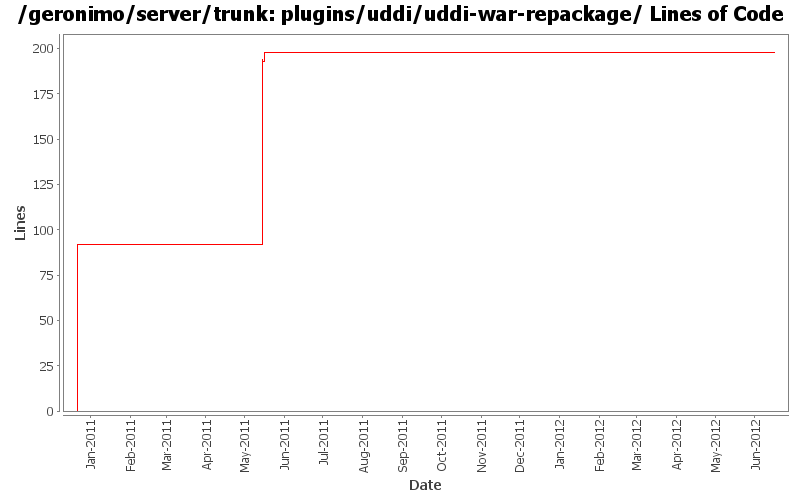 /geronimo/server/trunk: plugins/uddi/uddi-war-repackage/ Lines of Code
200
175
150
125
100
75
50
25
0
Lines
Jan-2011
Feb-2011
Mar-2011
Apr-2011
May-2011
Jun-2011
Jul-2011
Aug-2011
Sep-2011
Oct-2011
Nov-2011
Dec-2011
Jan-2012
Feb-2012
Mar-2012
Apr-2012
May-2012
Jun-2012
Date